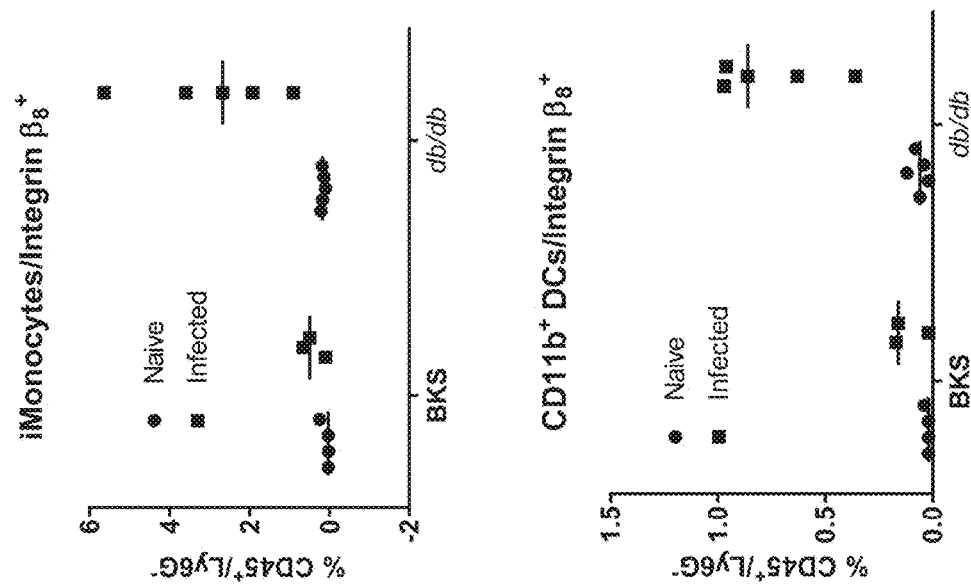 iMonocytes/Integrin β₈⁺
% CD45⁺/Ly6G⁻
6
4
2
0
-2
Naive
Infected
BKS
db/db
CD11b⁺ DCs/Integrin β₈⁺
% CD45⁺/Ly6G⁻
1.5
1.0
0.5
0.0
Naive
Infected
BKS
db/db